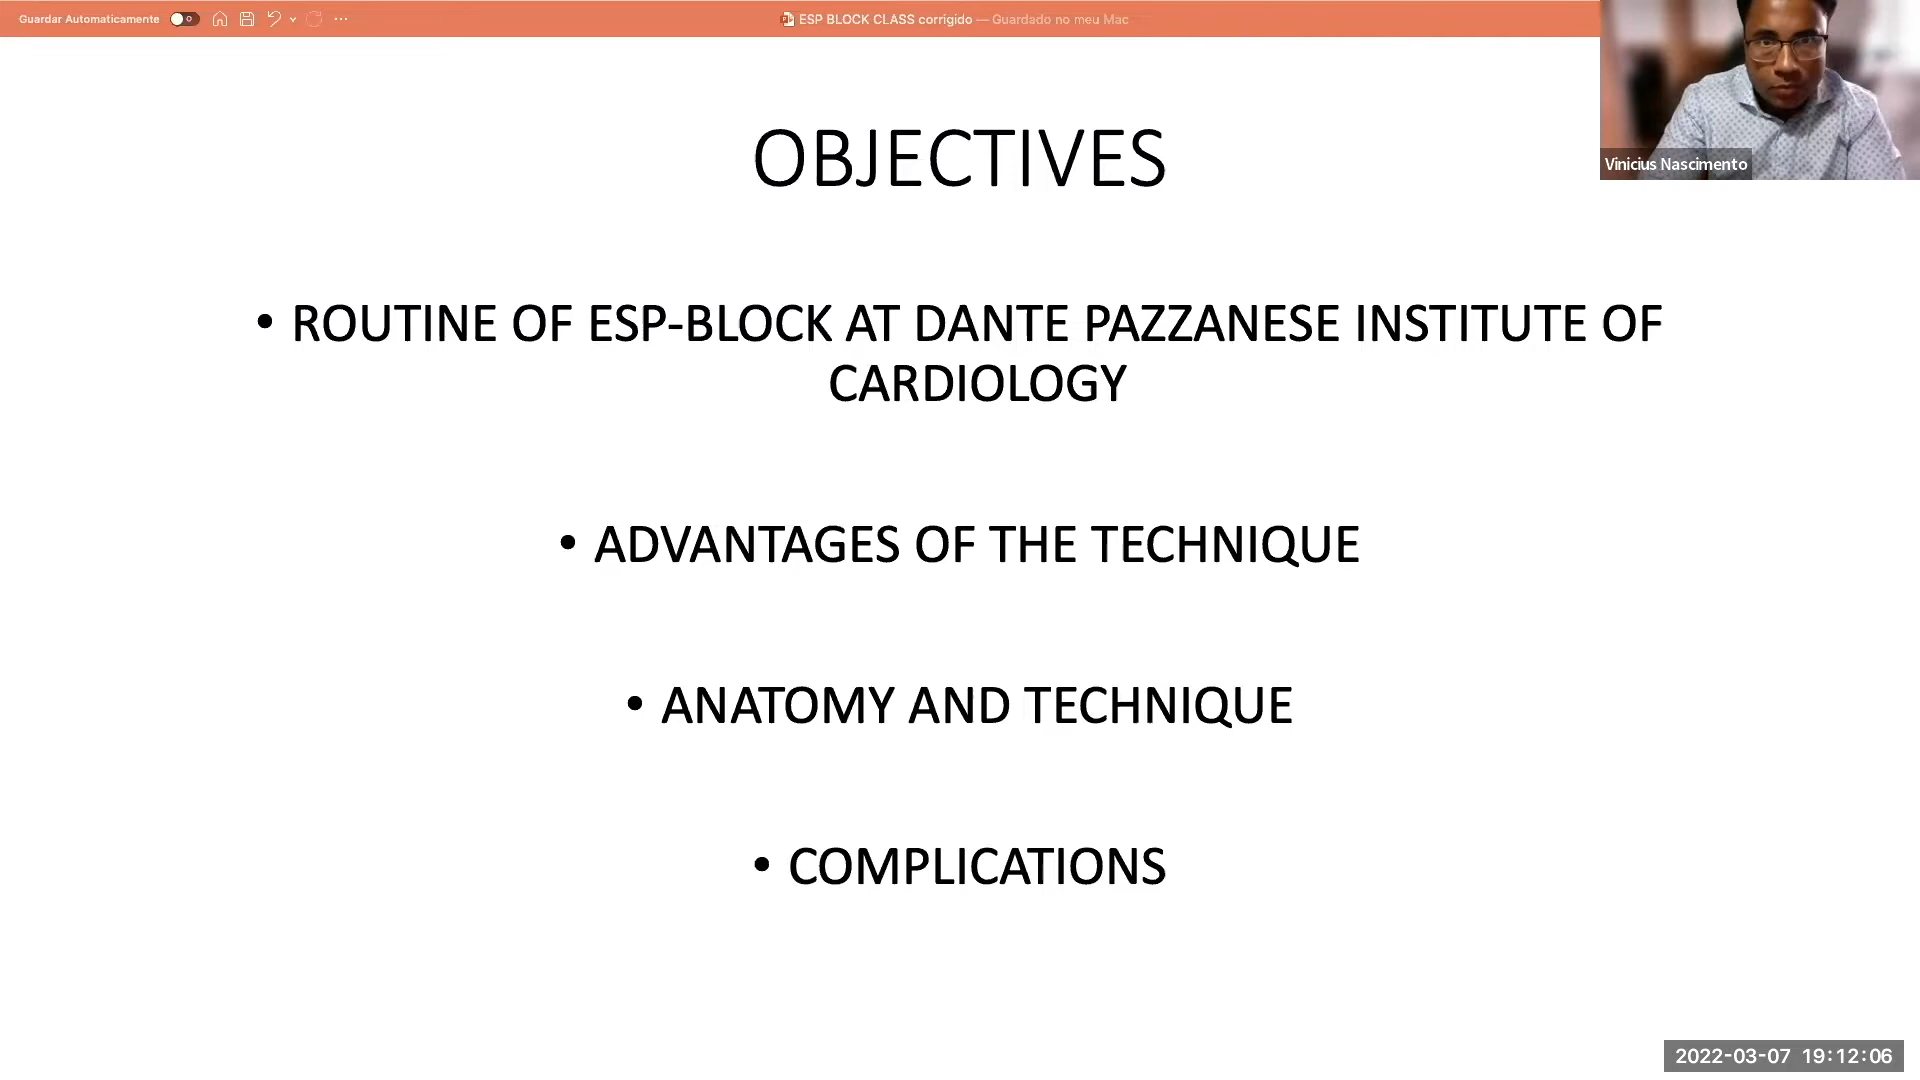 Guardar Automaticamente
ESP BLOCK CLASS corrigido — Guardado no meu Mac
Vinicius Nascimento
OBJECTIVES
• ROUTINE OF ESP-BLOCK AT DANTE PAZZANESE INSTITUTE OF
CARDIOLOGY
• ADVANTAGES OF THE TECHNIQUE
• ANATOMY AND TECHNIQUE
• COMPLICATIONS
2022-03-07 19:12:06